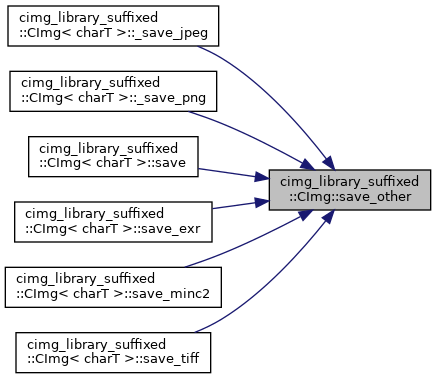 cimg_library_suffixed
::CImg< charT >::_save_jpeg
cimg_library_suffixed
::CImg< charT >::_save_png
cimg_library_suffixed
::CImg< charT >::save
cimg_library_suffixed
::CImg::save_other
cimg_library_suffixed
::CImg< charT >::save_exr
cimg_library_suffixed
::CImg< charT >::save_minc2
cimg_library_suffixed
::CImg< charT >::save_tiff